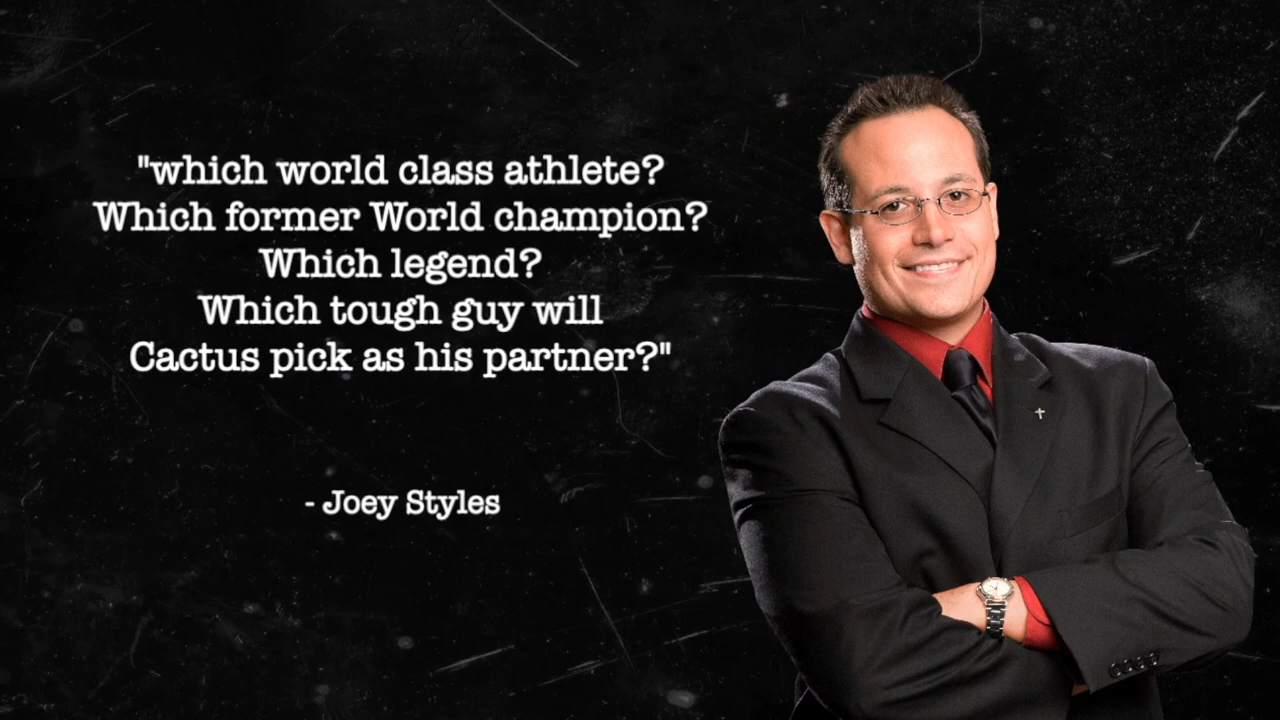 "which world class athlete?
Which former World champion?
Which legend?
Which tough guy will
Cactus pick as his partner?"
- Joey Styles